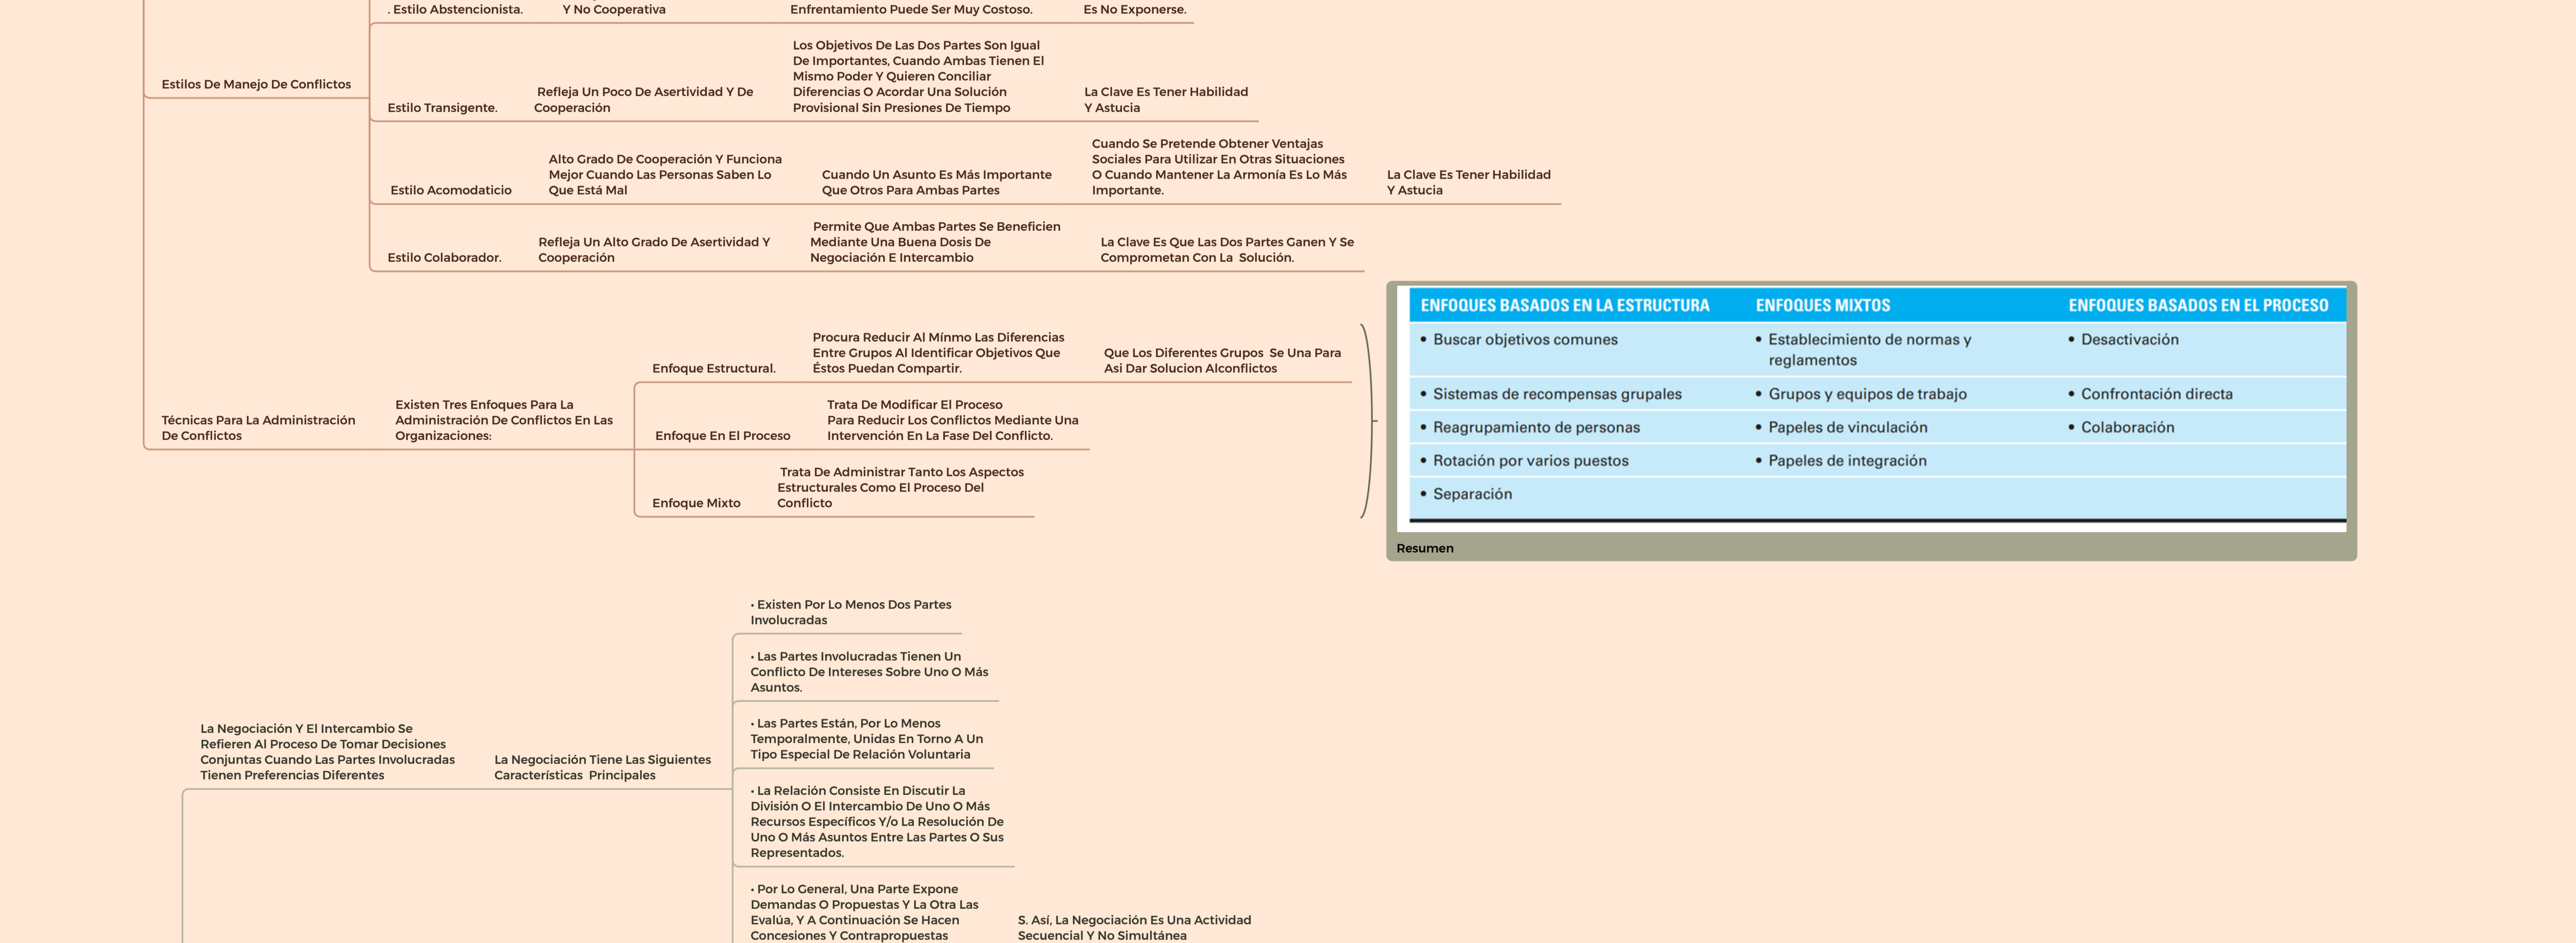 . Estilo Abstencionista.
Y No Cooperativa
Enfrentamiento Puede Ser Muy Costoso.
Es No Exponerse.
Estilos De Manejo De Conflictos
Estilo Transigente.
Refleja Un Poco De Asertividad Y De
Cooperación
Los Objetivos De Las Dos Partes Son Igual
De Importantes, Cuando Ambas Tienen El
Mismo Poder Y Quieren Conciliar
Diferencias O Acordar Una Solución
Provisional Sin Presiones De Tiempo
La Clave Es Tener Habilidad
Y Astucia
Estilo Acomodaticio
Alto Grado De Cooperación Y Funciona
Mejor Cuando Las Personas Saben Lo
Que Está Mal
Cuando Un Asunto Es Más Importante
Que Otros Para Ambas Partes
Cuando Se Pretende Obtener Ventajas
Sociales Para Utilizar En Otras Situaciones
O Cuando Mantener La Armonía Es Lo Más
Importante.
La Clave Es Tener Habilidad
Y Astucia
Estilo Colaborador.
Refleja Un Alto Grado De Asertividad Y
Cooperación
Permite Que Ambas Partes Se Beneficien
Mediante Una Buena Dosis De
Negociación E Intercambio
La Clave Es Que Las Dos Partes Ganen Y Se
Comprometan Con La  Solución.
Técnicas Para La Administración
De Conflictos
Existen Tres Enfoques Para La
Administración De Conflictos En Las
Organizaciones:
Enfoque Estructural.
Procura Reducir Al Mínmo Las Diferencias
Entre Grupos Al Identificar Objetivos Que
Éstos Puedan Compartir.
Que Los Diferentes Grupos  Se Una Para
Asi Dar Solucion Alconflictos
Enfoque En El Proceso
Trata De Modificar El Proceso
Para Reducir Los Conflictos Mediante Una
Intervención En La Fase Del Conflicto.
Enfoque Mixto
Trata De Administrar Tanto Los Aspectos
Estructurales Como El Proceso Del
Conflicto
ENFOQUES BASADOS EN LA ESTRUCTURA
ENFOQUES MIXTOS
ENFOQUES BASADOS EN EL PROCESO
• Buscar objetivos comunes
• Establecimiento de normas y
reglamentos
• Desactivación
• Sistemas de recompensas grupales
• Grupos y equipos de trabajo
• Confrontación directa
• Reagrupamiento de personas
• Papeles de vinculación
• Colaboración
• Rotación por varios puestos
• Papeles de integración
• Separación
Resumen
La Negociación Y El Intercambio Se
Refieren Al Proceso De Tomar Decisiones
Conjuntas Cuando Las Partes Involucradas
Tienen Preferencias Diferentes
La Negociación Tiene Las Siguientes
Características  Principales
• Existen Por Lo Menos Dos Partes
Involucradas
• Las Partes Involucradas Tienen Un
Conflicto De Intereses Sobre Uno O Más
Asuntos.
• Las Partes Están, Por Lo Menos
Temporalmente, Unidas En Torno A Un
Tipo Especial De Relación Voluntaria
• La Relación Consiste En Discutir La
División O El Intercambio De Uno O Más
Recursos Específicos Y/o La Resolución De
Uno O Más Asuntos Entre Las Partes O Sus
Representados.
• Por Lo General, Una Parte Expone
Demandas O Propuestas Y La Otra Las
Evalúa, Y A Continuación Se Hacen
Concesiones Y Contrapropuestas
S. Así, La Negociación Es Una Actividad
Secuencial Y No Simultánea